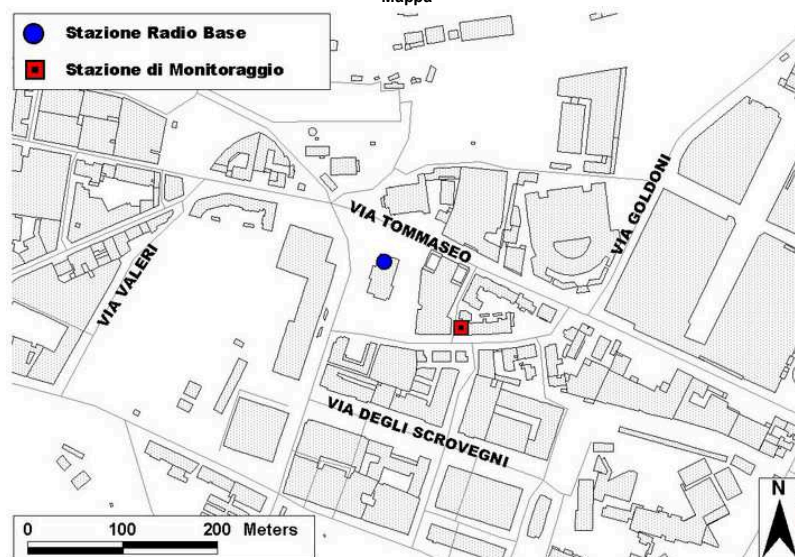 Mappa
Stazione Radio Base
Stazione di Monitoraggio
VIA TOMMASEO
VIA GOLDONI
VIA VALERI
VIA DEGLI SCROVEGNI
N
0 100 200 Meters